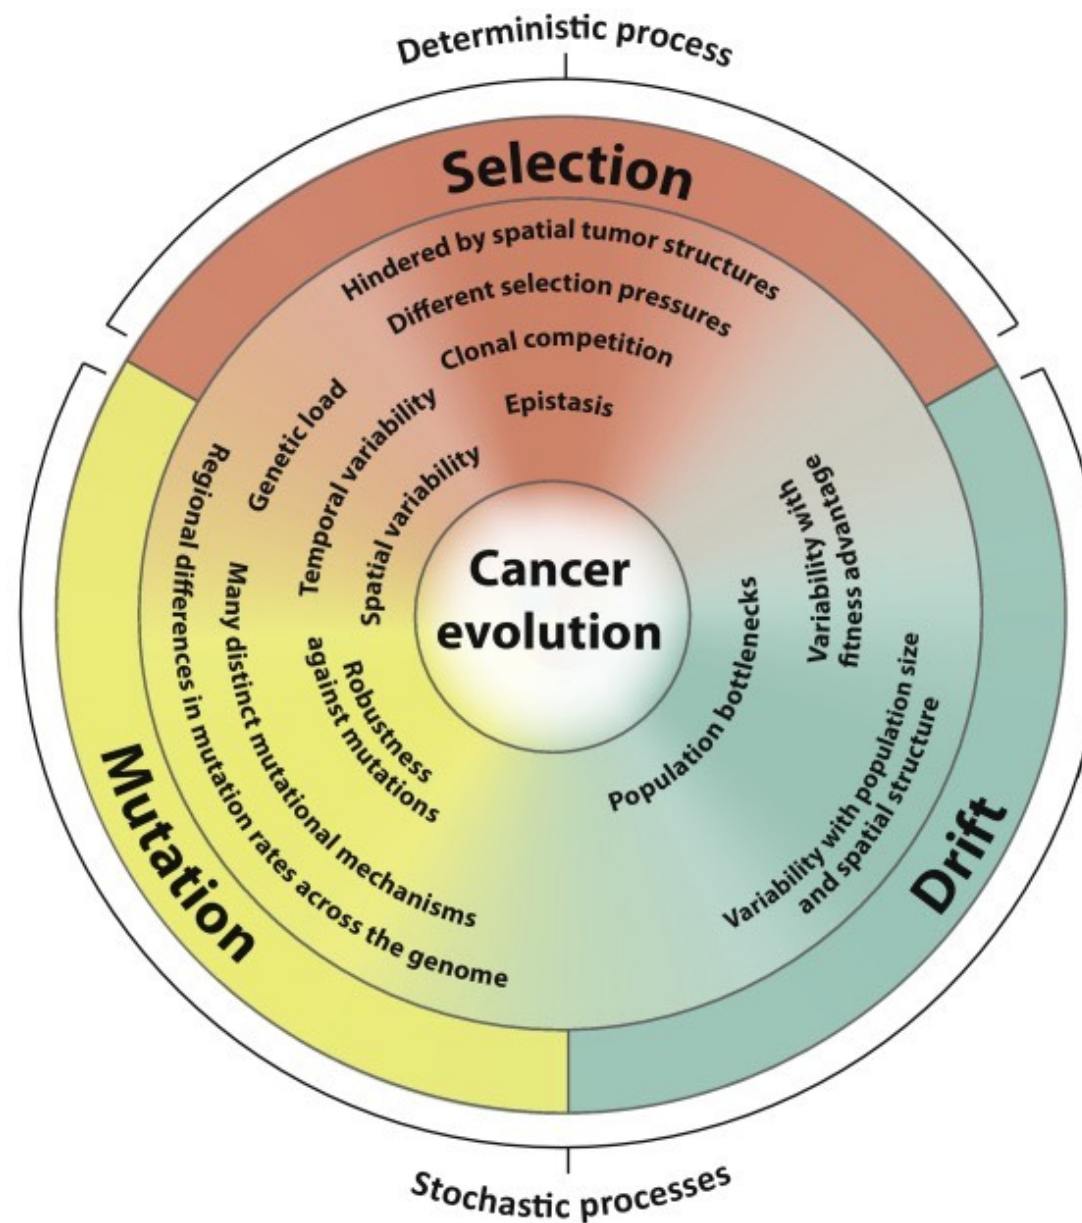 Deterministic process
Selection
Hindered by spatial tumor structures
Different selection pressures
Clonal competition
Epistasis
Genetic load
Temporal variability
Spatial variability
Regional differences in mutation rates across the genome
Many distinct mutational mechanisms
Robustness
against mutations
Mutation
Cancer
evolution
Variability with
fitness advantage
Population bottlenecks
Variability with population size
and spatial structure
Drift
Stochastic processes